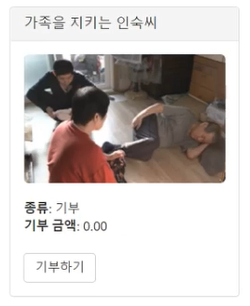 가족을 지키는 인숙씨
종류: 기부
기부 금액: 0.00
기부하기